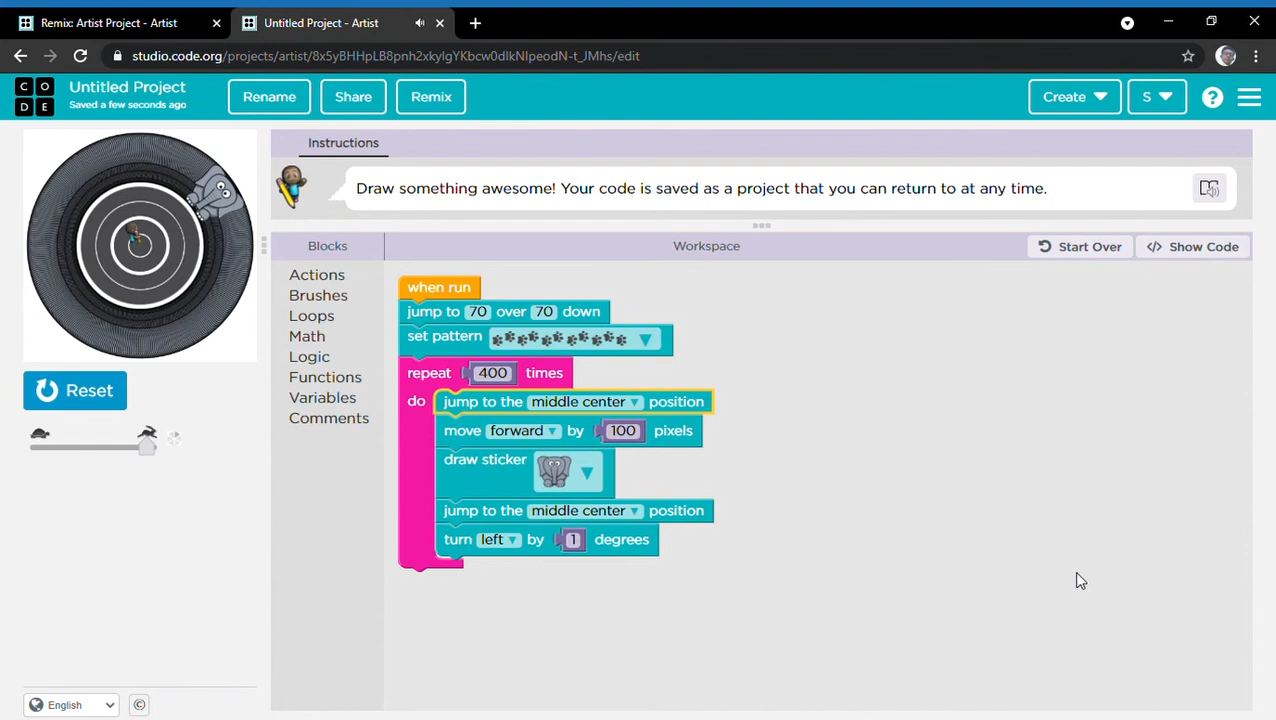 Remix: Artist Project - Artist
Untitled Project - Artist
studio.code.org/projects/artist/8x5yBHHpLB8pnh2xkylgYKbcw0dlkNlpeodN-t_JMhs/edit
C O
D E
Untitled Project
Saved a few seconds ago
Rename
Share
Remix
Create
S
?
Instructions
Draw something awesome! Your code is saved as a project that you can return to at any time.
Blocks
Workspace
Start Over
</> Show Code
Actions
Brushes
Loops
Math
Logic
Functions
Variables
Comments
when run
jump to 70 over 70 down
set pattern
repeat 400 times
do jump to the middle center position
move forward by 100 pixels
draw sticker
jump to the middle center position
turn left by 1 degrees
Reset
English
©